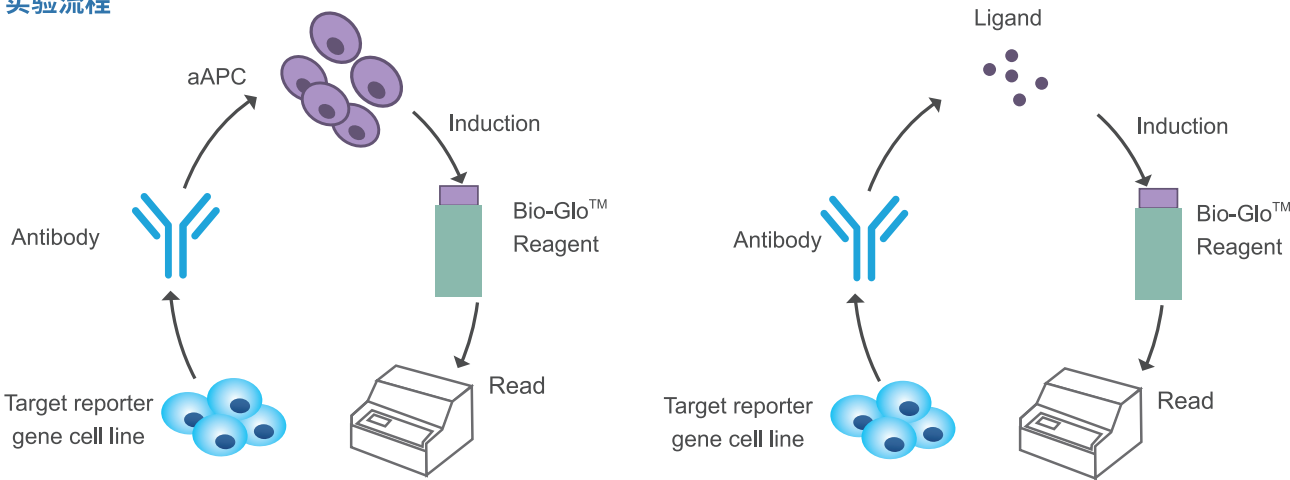 实验流程
aAPC
Induction
Bio-Glo™
Reagent
Antibody
Read
Target reporter
gene cell line
Ligand
Induction
Bio-Glo™
Reagent
Antibody
Read
Target reporter
gene cell line